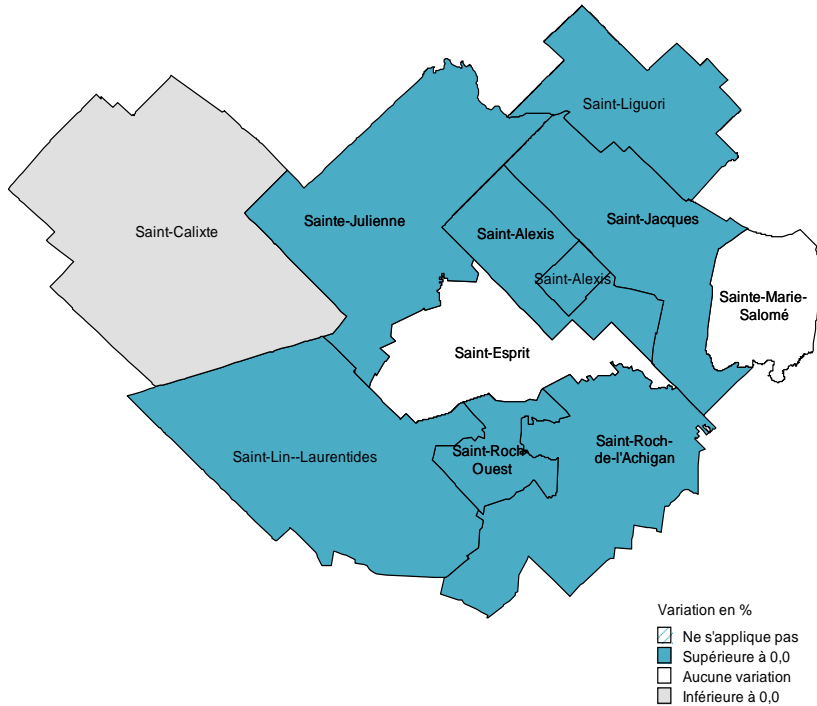 Saint-Liguori
Saint-Calixte
Sainte-Julienne
Saint-Alexis
Saint-Jacques
Saint-Alexis
Sainte-Marie-
Salomé
Saint-Esprit
Saint-Lin--Laurentides
Saint-Roch-
Ouest
Saint-Roch-
de-l'Achigan
Variation en %
Ne s'applique pas
Supérieure à 0,0
Aucune variation
Inférieure à 0,0